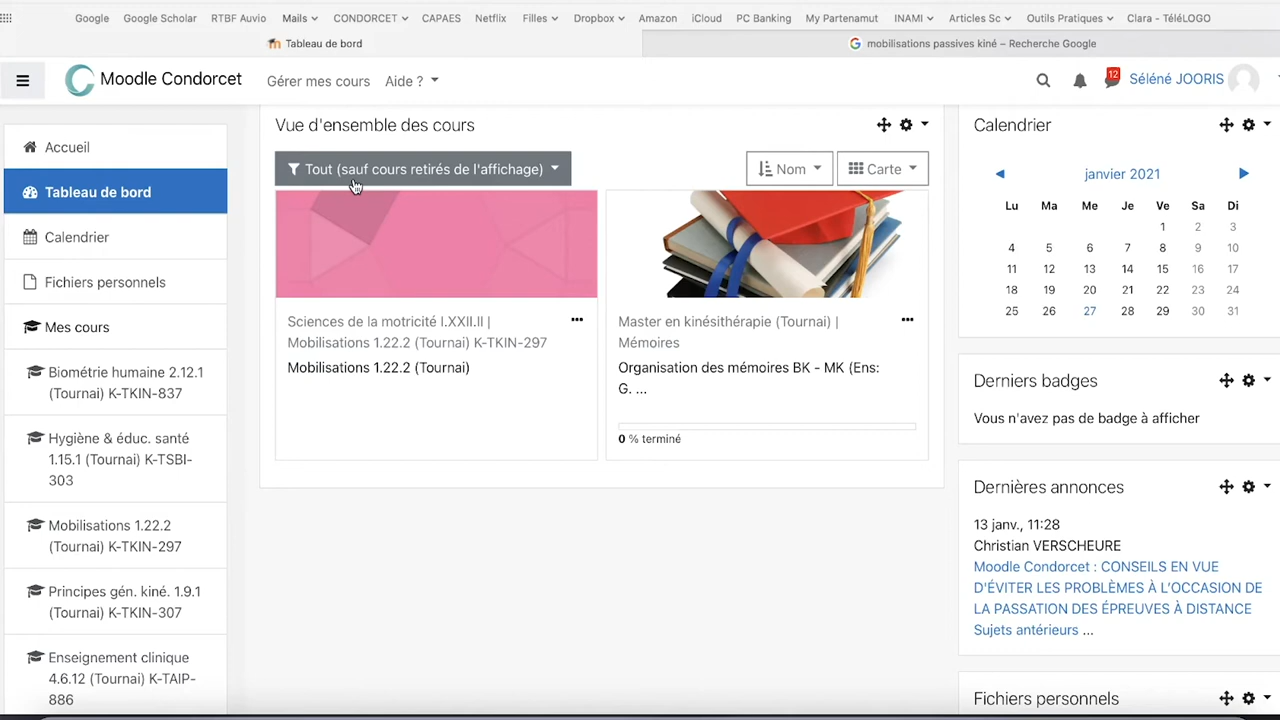 Google Google Scholar RTBF Auvio Mails CONDORCET CAPAES Netflix Filles Dropbox Amazon iCloud PC Banking My Partenamut INAMI Articles Sc Outils Pratiques Clara - TéléLOGO
Tableau de bord
mobilisations passives kiné – Recherche Google
Moodle Condorcet
Gérer mes cours
Aide ?
12
Séléné JOORIS
Accueil
Tableau de bord
Calendrier
Fichiers personnels
Mes cours
Biométrie humaine 2.12.1
(Tournai) K-TKIN-837
Hygiène & éduc. santé
1.15.1 (Tournai) K-TSBI-
303
Mobilisations 1.22.2
(Tournai) K-TKIN-297
Principes gén. kiné. 1.9.1
(Tournai) K-TKIN-307
Enseignement clinique
4.6.12 (Tournai) K-TAIP-
886
Vue d'ensemble des cours
Tout (sauf cours retirés de l'affichage)
Nom
Carte
Sciences de la motricité I.XXII.II |
Mobilisations 1.22.2 (Tournai) K-TKIN-297
Mobilisations 1.22.2 (Tournai)
Master en kinésithérapie (Tournai) |
Mémoires
Organisation des mémoires BK - MK (Ens:
G. ...
0 % terminé
Calendrier
janvier 2021
Lu Ma Me Je Ve Sa Di
1 2 3
4 5 6 7 8 9 10
11 12 13 14 15 16 17
18 19 20 21 22 23 24
25 26 27 28 29 30 31
Derniers badges
Vous n'avez pas de badge à afficher
Dernières annonces
13 janv., 11:28
Christian VERSCHEURE
Moodle Condorcet : CONSEILS EN VUE
D'ÉVITER LES PROBLÈMES À L'OCCASION DE
LA PASSATION DES ÉPREUVES À DISTANCE
Sujets antérieurs ...
Fichiers personnels